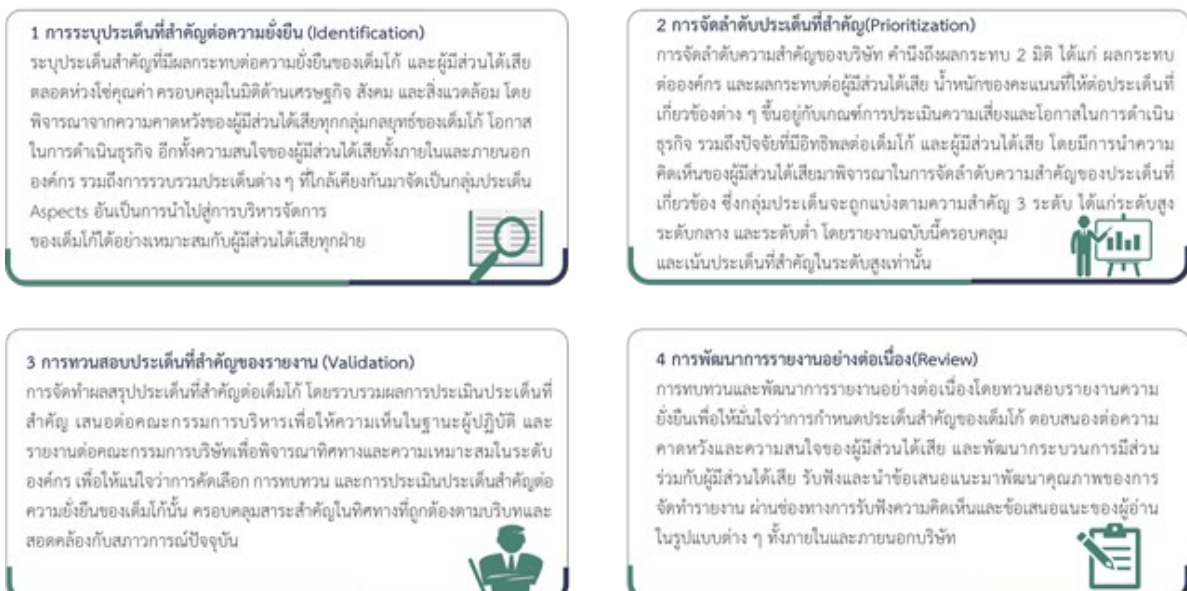 1 การระบุประเด็นที่สำคัญต่อความยั่งยืน (Identification)
ระบุประเด็นสำคัญที่มีผลกระทบต่อความยั่งยืนของเด็มโก้ และผู้มีส่วนได้เสีย
ตลอดห่วงโซ่คุณค่า ครอบคลุมในมิติด้านเศรษฐกิจ สังคม และสิ่งแวดล้อม โดย
พิจารณาจากความคาดหวังของผู้มีส่วนได้เสียทุกกลุ่มกลยุทธ์ของเด็มโก้ โอกาส
ในการดำเนินธุรกิจ อีกทั้งความสนใจของผู้มีส่วนได้เสียทั้งภายในและภายนอก
องค์กร รวมถึงการรวบรวมประเด็นต่าง ๆ ที่ใกล้เคียงกันมาจัดเป็นกลุ่มประเด็น
Aspects อันเป็นการนำไปสู่การบริหารจัดการ
ของเด็มโก้ได้อย่างเหมาะสมกับผู้มีส่วนได้เสียทุกฝ่าย
2 การจัดลำดับประเด็นที่สำคัญ(Prioritization)
การจัดลำดับความสำคัญของบริษัท คำนึงถึงผลกระทบ 2 มิติ ได้แก่ ผลกระทบ
ต่อองค์กร และผลกระทบต่อผู้มีส่วนได้เสีย น้ำหนักของคะแนนที่ให้ต่อประเด็นที่
เกี่ยวข้องต่าง ๆ ขึ้นอยู่กับเกณฑ์การประเมินความเสี่ยงและโอกาสในการดำเนิน
ธุรกิจ รวมถึงปัจจัยที่มีอิทธิพลต่อเด็มโก้ และผู้มีส่วนได้เสีย โดยมีการนำความ
คิดเห็นของผู้มีส่วนได้เสียมาพิจารณาในการจัดลำดับความสำคัญของประเด็นที่
เกี่ยวข้อง ซึ่งกลุ่มประเด็นจะถูกแบ่งตามความสำคัญ 3 ระดับ ได้แก่ระดับสูง
ระดับกลาง และระดับต่ำ โดยรายงานฉบับนี้ครอบคลุม
และเน้นประเด็นที่สำคัญในระดับสูงเท่านั้น
3 การทวนสอบประเด็นที่สำคัญของรายงาน (Validation)
การจัดทำผลสรุปประเด็นที่สำคัญต่อเด็มโก้ โดยรวบรวมผลการประเมินประเด็นที่
สำคัญ เสนอต่อคณะกรรมการบริหารเพื่อให้ความเห็นในฐานะผู้ปฏิบัติ และ
รายงานต่อคณะกรรมการบริษัทเพื่อพิจารณาทิศทางและความเหมาะสมในระดับ
องค์กร เพื่อให้แน่ใจว่าการคัดเลือก การทบทวน และการประเมินประเด็นสำคัญต่อ
ความยั่งยืนของเด็มโก้นั้น ครอบคลุมสาระสำคัญในทิศทางที่ถูกต้องตามบริบทและ
สอดคล้องกับสภาวการณ์ปัจจุบัน
4 การพัฒนาการรายงานอย่างต่อเนื่อง(Review)
การทบทวนและพัฒนาการรายงานอย่างต่อเนื่องโดยทวนสอบรายงานความ
ยั่งยืนเพื่อให้มั่นใจว่าการกำหนดประเด็นสำคัญของเด็มโก้ ตอบสนองต่อความ
คาดหวังและความสนใจของผู้มีส่วนได้เสีย และพัฒนากระบวนการมีส่วน
ร่วมกับผู้มีส่วนได้เสีย รับฟังและนำข้อเสนอแนะมาพัฒนาคุณภาพของการ
จัดทำรายงาน ผ่านช่องทางการรับฟังความคิดเห็นและข้อเสนอแนะของผู้อ่าน
ในรูปแบบต่าง ๆ ทั้งภายในและภายนอกบริษัท